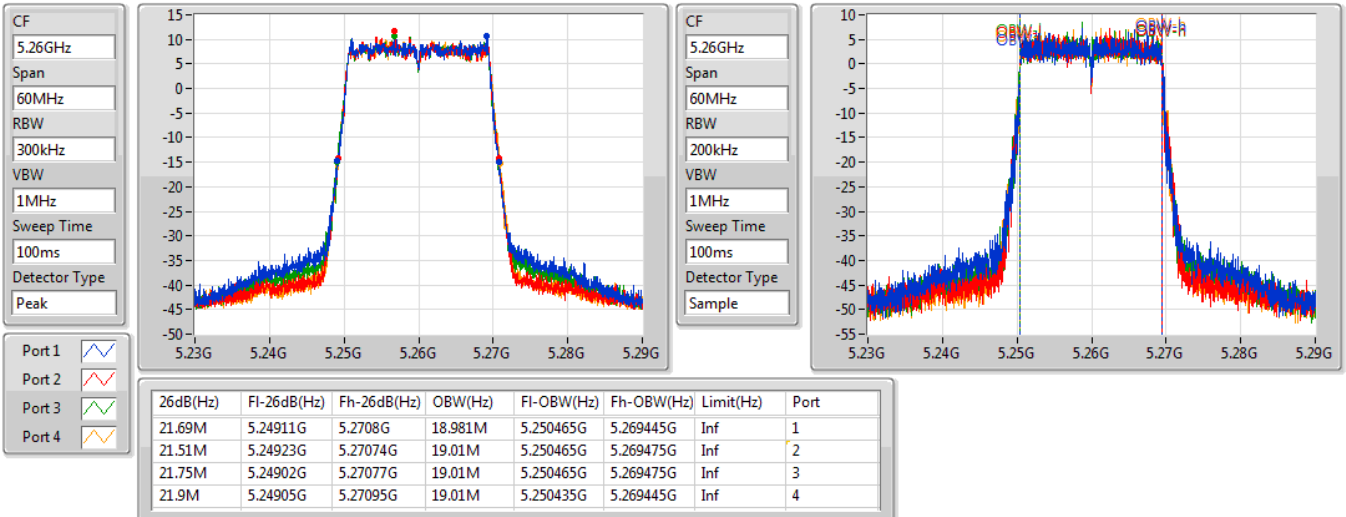 CF
5.26GHz
Span
60MHz
RBW
300kHz
VBW
1MHz
Sweep Time
100ms
Detector Type
Peak
15
10
5
0
-5
-10
-15
-20
-25
-30
-35
-40
-45
-50
5.23G 5.24G 5.25G 5.26G 5.27G 5.28G 5.29G
CF
5.26GHz
Span
60MHz
RBW
200kHz
VBW
1MHz
Sweep Time
100ms
Detector Type
Sample
10
5
0
-5
-10
-15
-20
-25
-30
-35
-40
-45
-50
-55
OBW-h
5.23G 5.24G 5.25G 5.26G 5.27G 5.28G 5.29G
Port 1
Port 2
Port 3
Port 4
26dB(Hz) Fl-26dB(Hz) Fh-26dB(Hz) OBW(Hz) Fl-OBW(Hz) Fh-OBW(Hz) Limit(Hz) Port
21.69M 5.24911G 5.2708G 18.981M 5.250465G 5.269445G Inf 1
21.51M 5.24923G 5.27074G 19.01M 5.250465G 5.269475G Inf 2
21.75M 5.24902G 5.27077G 19.01M 5.250465G 5.269475G Inf 3
21.9M 5.24905G 5.27095G 19.01M 5.250435G 5.269445G Inf 4